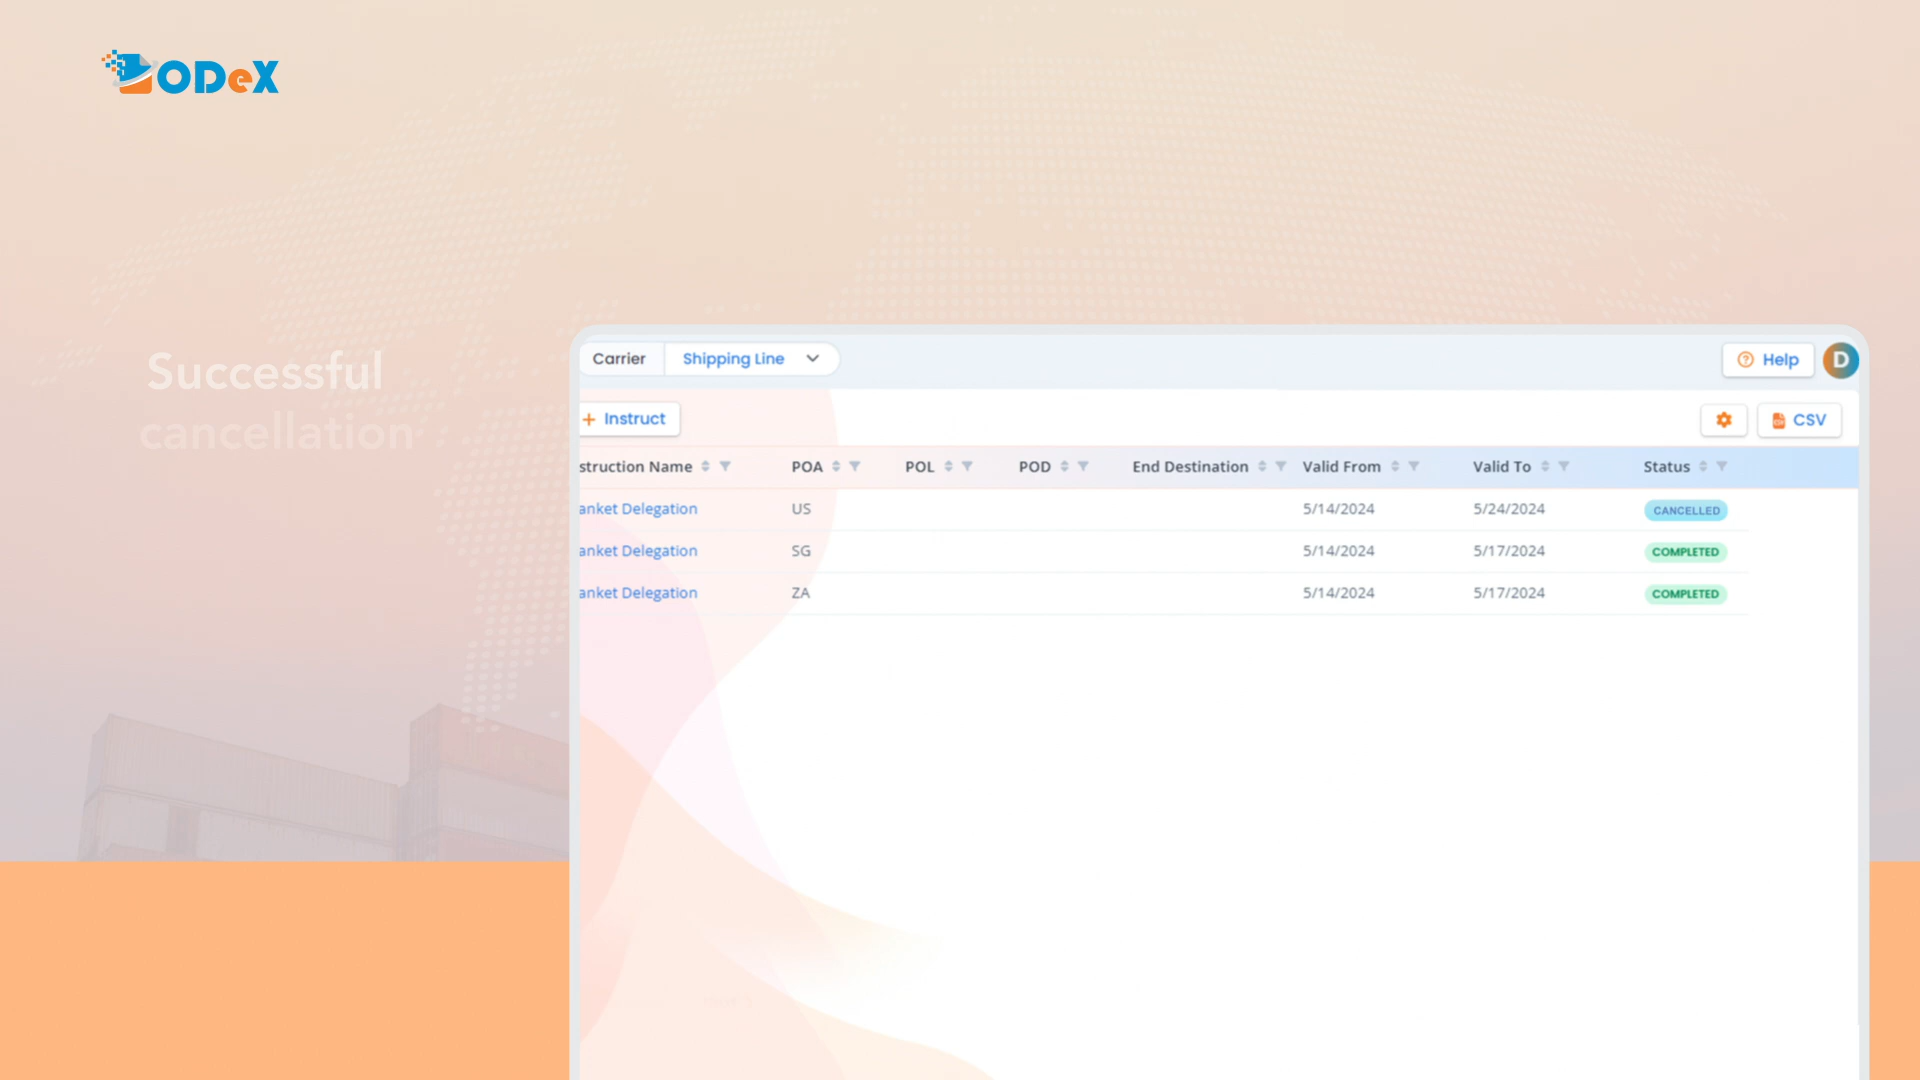 ODeX
Successful
cancellation
Carrier Shipping Line Help D
+ Instruct CSV
struction Name POA POL POD End Destination Valid From Valid To Status
anket Delegation US 5/14/2024 5/24/2024 CANCELLED
anket Delegation SG 5/14/2024 5/17/2024 COMPLETED
anket Delegation ZA 5/14/2024 5/17/2024 COMPLETED